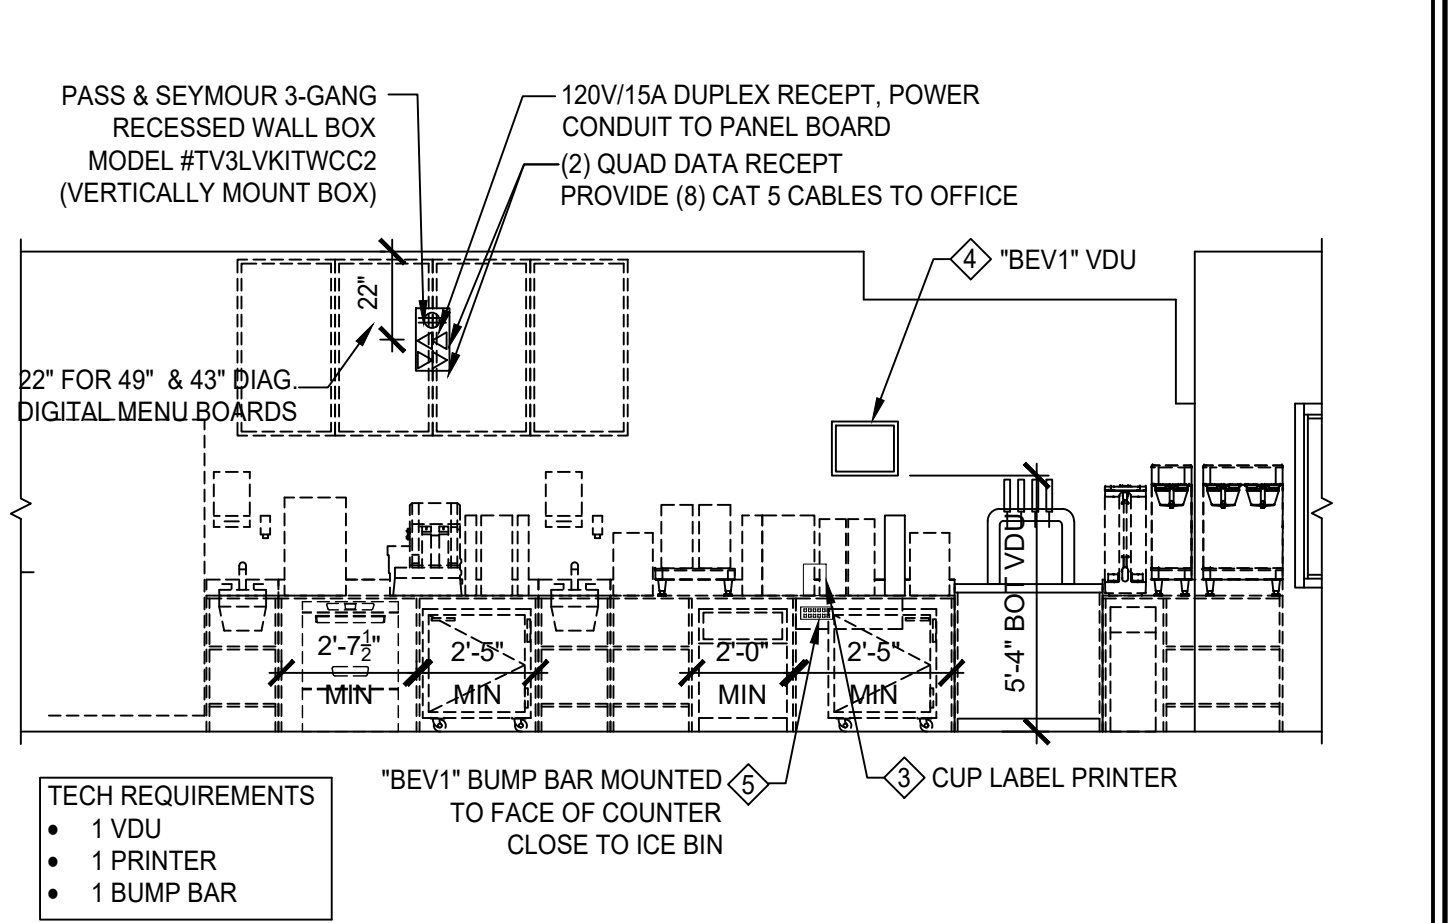 PASS & SEYMOUR 3-GANG
RECESSED WALL BOX
MODEL #TV3LVKITWCC2
(VERTICALLY MOUNT BOX)
120V/15A DUPLEX RECEPT, POWER
CONDUIT TO PANEL BOARD
(2) QUAD DATA RECEPT
PROVIDE (8) CAT 5 CABLES TO OFFICE
4 "BEV1" VDU
22"
22" FOR 49" & 43" DIAG.
DIGITAL MENU BOARDS
2'-7½" MIN
2'-5" MIN
2'-0" MIN
2'-5" MIN
5'-4" BOT VDU
"BEV1" BUMP BAR MOUNTED 5
TO FACE OF COUNTER
CLOSE TO ICE BIN
3 CUP LABEL PRINTER
TECH REQUIREMENTS
• 1 VDU
• 1 PRINTER
• 1 BUMP BAR